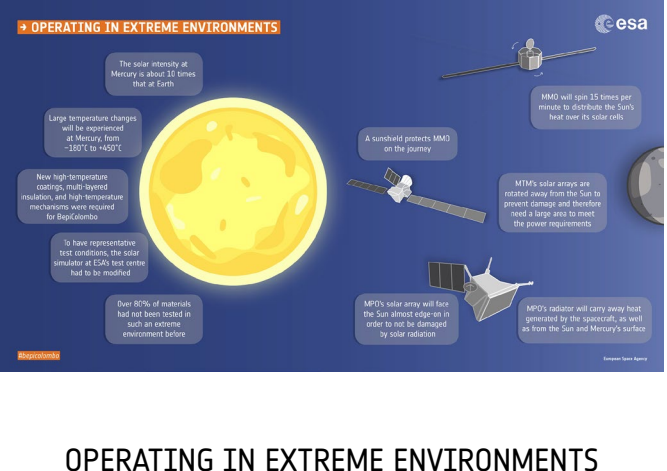 → OPERATING IN EXTREME ENVIRONMENTS
esa
The solar intensity at
Mercury is about 10 times
that at Earth
Large temperature changes
will be experienced
at Mercury, from
−180°C to +450°C
New high-temperature
coatings, multi-layered
insulation, and high-temperature
mechanisms were required
for BepiColombo
To have representative
test conditions, the solar
simulator at ESA's test centre
had to be modified
Over 80% of materials
had not been tested in
such an extreme
environment before
A sunshield protects MMO
on the journey
MMO will spin 15 times per
minute to distribute the Sun's
heat over its solar cells
MTM's solar arrays are
rotated away from the Sun to
prevent damage and therefore
need a large area to meet
the power requirements
MPO's solar array will face
the Sun almost edge-on in
order to not be damaged
by solar radiation
MPO's radiator will carry away heat
generated by the spacecraft, as well
as from the Sun and Mercury's surface
#bepicolombo
European Space Agency
OPERATING IN EXTREME ENVIRONMENTS